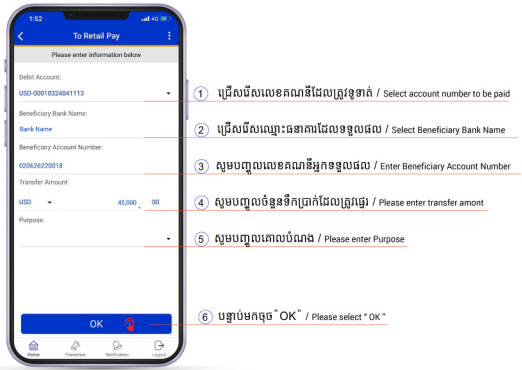 1:52
4G
To Retail Pay
Please enter information below
Debit Account:
USD-00010324041113
1 ជ្រើសរើសលេខគណនីដែលត្រូវទូទាត់ / Select account number to be paid
Beneficiary Bank Name:
Bank Name
2 ជ្រើសរើសឈ្មោះធនាគារដែលទទួលផល / Select Beneficiary Bank Name
Beneficiary Account Number:
020626220018
3 សូមបញ្ចូលលេខគណនីអ្នកទទួលផល / Enter Beneficiary Account Number
Transfer Amount:
USD 45,000 . 00
4 សូមបញ្ចូលចំនួនទឹកប្រាក់ដែលត្រូវផ្ទេរ / Please enter transfer amont
Purpose:
5 សូមបញ្ចូលគោលបំណង / Please enter Purpose
OK
6 បន្ទាប់មកចុច "OK" / Please select " OK "
Home Promotion Notification Logout